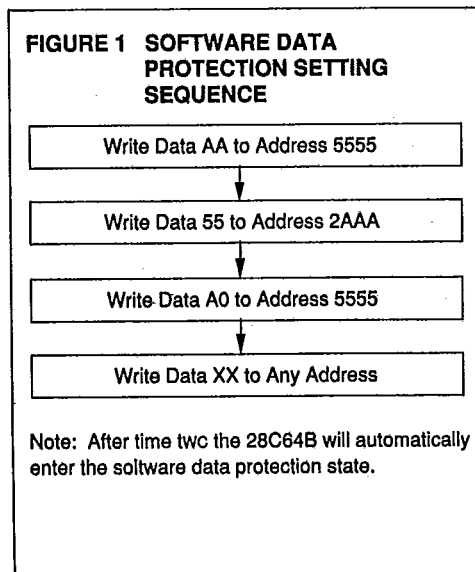 FIGURE 1 SOFTWARE DATA
PROTECTION SETTING
SEQUENCE
Write Data AA to Address 5555
Write Data 55 to Address 2AAA
Write Data A0 to Address 5555
Write Data XX to Any Address
Note: After time twc the 28C64B will automatically
enter the software data protection state.